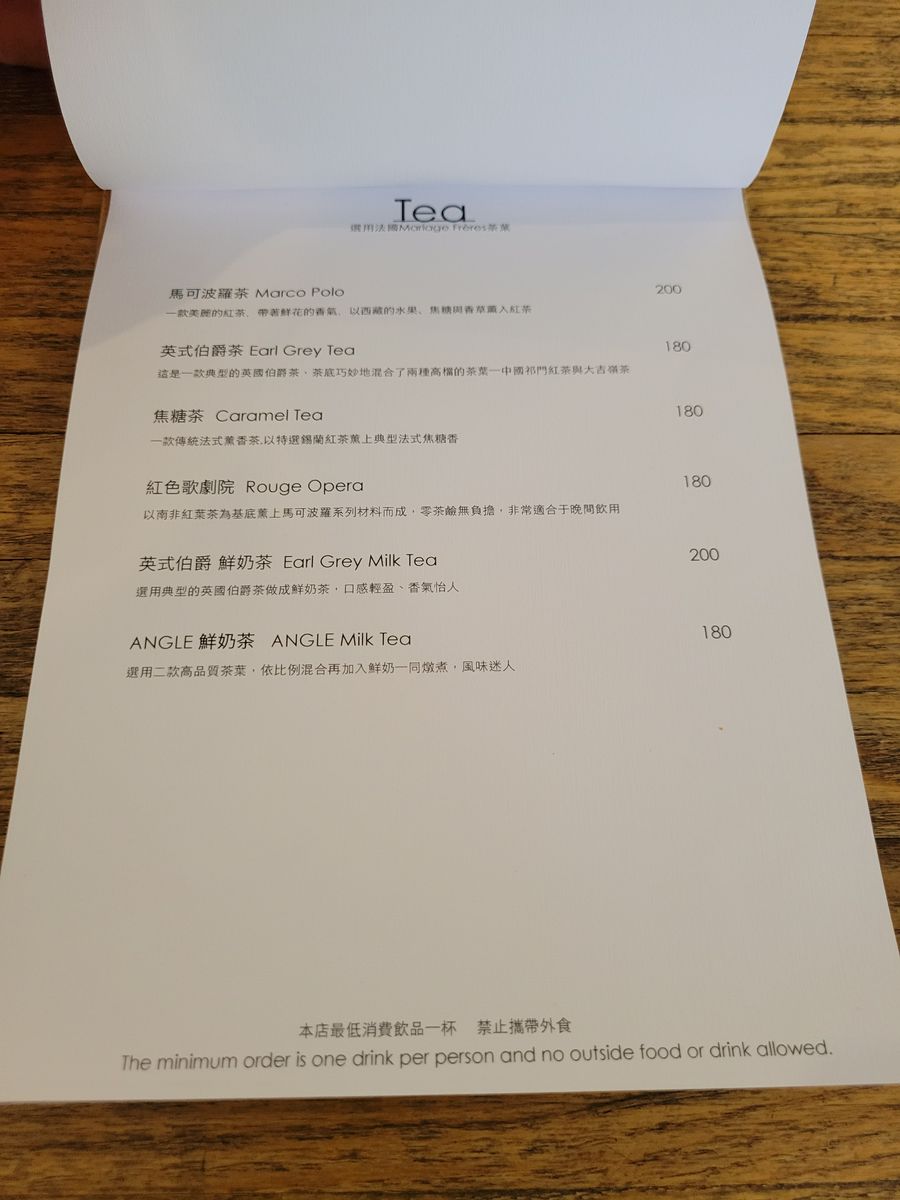 Tea
選用法國Mariage Frères茶葉
馬可波羅茶 Marco Polo 200
一款美麗的紅茶、帶著鮮花的香氣、以西藏的水果、焦糖與香草薰入紅茶
英式伯爵茶 Earl Grey Tea 180
這是一款典型的英國伯爵茶、茶底巧妙地混合了兩種高檔的茶葉—中國祁門紅茶與大吉嶺茶
焦糖茶 Caramel Tea 180
一款傳統法式薰香茶,以特選錫蘭紅茶薰上典型法式焦糖香
紅色歌劇院 Rouge Opera 180
以南非紅葉茶為基底薰上馬可波羅系列材料而成，零茶鹼無負擔，非常適合于晚間飲用
英式伯爵 鮮奶茶 Earl Grey Milk Tea 200
選用典型的英國伯爵茶做成鮮奶茶，口感輕盈、香氣怡人
ANGLE 鮮奶茶 ANGLE Milk Tea 180
選用二款高品質茶葉，依比例混合再加入鮮奶一同燉煮，風味迷人
本店最低消費飲品一杯 禁止攜帶外食
The minimum order is one drink per person and no outside food or drink allowed.